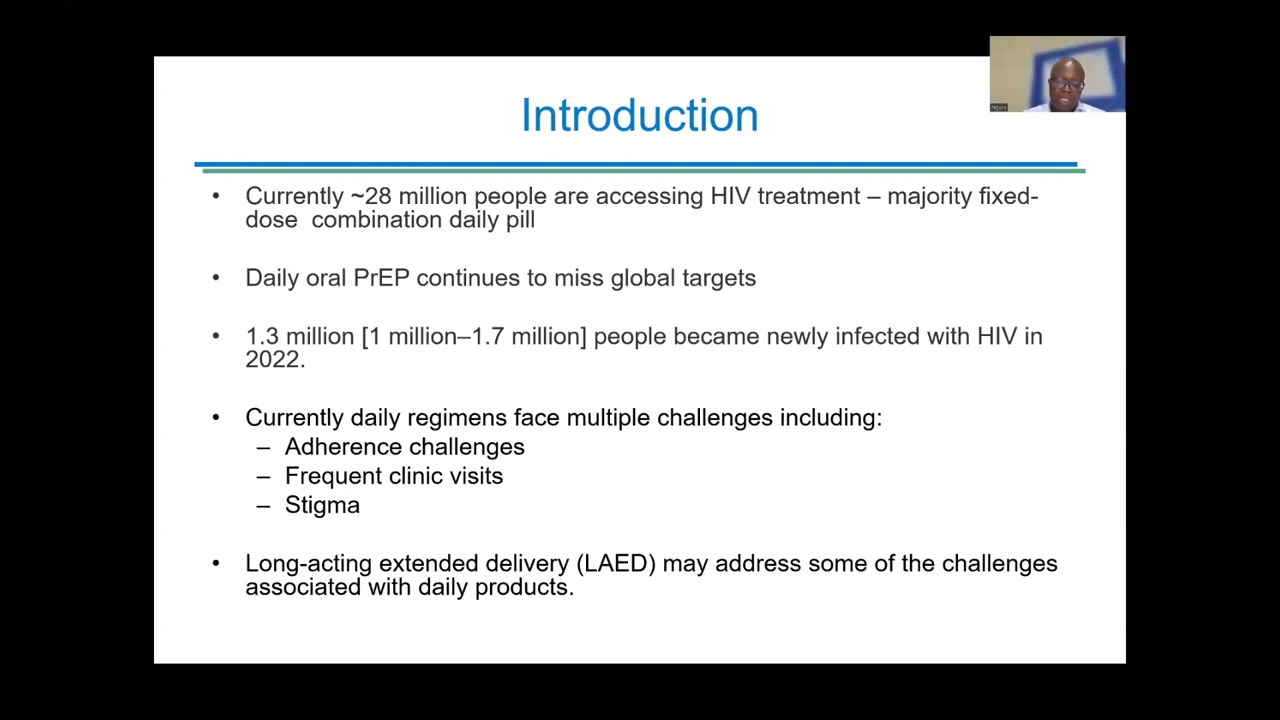 Introduction
• Currently ~28 million people are accessing HIV treatment – majority fixed-
dose  combination daily pill
• Daily oral PrEP continues to miss global targets
• 1.3 million [1 million–1.7 million] people became newly infected with HIV in
2022.
• Currently daily regimens face multiple challenges including:
– Adherence challenges
– Frequent clinic visits
– Stigma
• Long-acting extended delivery (LAED) may address some of the challenges
associated with daily products.